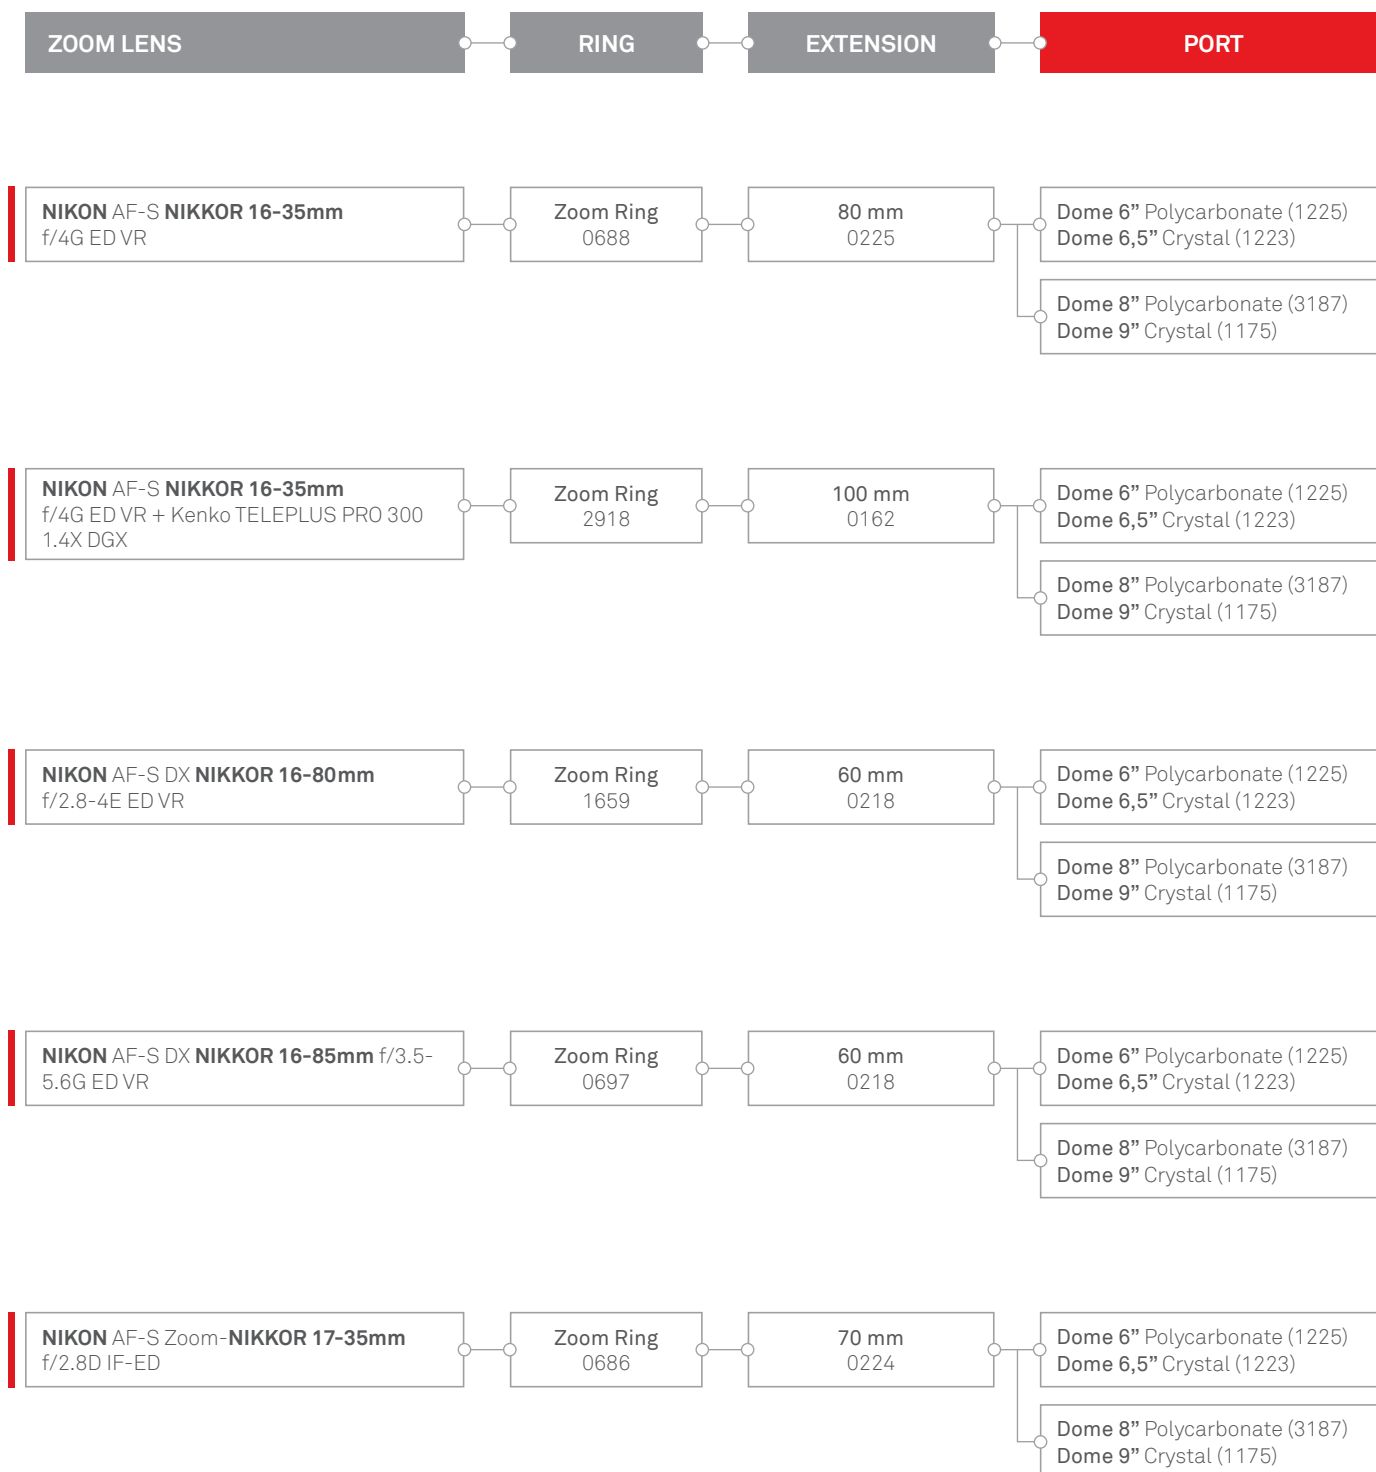 ZOOM LENS
RING
EXTENSION
PORT
NIKON AF-S NIKKOR 16-35mm
f/4G ED VR
Zoom Ring
0688
80 mm
0225
Dome 6” Polycarbonate (1225)
Dome 6,5” Crystal (1223)
Dome 8” Polycarbonate (3187)
Dome 9” Crystal (1175)
NIKON AF-S NIKKOR 16-35mm
f/4G ED VR + Kenko TELEPLUS PRO 300
1.4X DGX
Zoom Ring
2918
100 mm
0162
Dome 6” Polycarbonate (1225)
Dome 6,5” Crystal (1223)
Dome 8” Polycarbonate (3187)
Dome 9” Crystal (1175)
NIKON AF-S DX NIKKOR 16-80mm
f/2.8-4E ED VR
Zoom Ring
1659
60 mm
0218
Dome 6” Polycarbonate (1225)
Dome 6,5” Crystal (1223)
Dome 8” Polycarbonate (3187)
Dome 9” Crystal (1175)
NIKON AF-S DX NIKKOR 16-85mm f/3.5-
5.6G ED VR
Zoom Ring
0697
60 mm
0218
Dome 6” Polycarbonate (1225)
Dome 6,5” Crystal (1223)
Dome 8” Polycarbonate (3187)
Dome 9” Crystal (1175)
NIKON AF-S Zoom-NIKKOR 17-35mm
f/2.8D IF-ED
Zoom Ring
0686
70 mm
0224
Dome 6” Polycarbonate (1225)
Dome 6,5” Crystal (1223)
Dome 8” Polycarbonate (3187)
Dome 9” Crystal (1175)